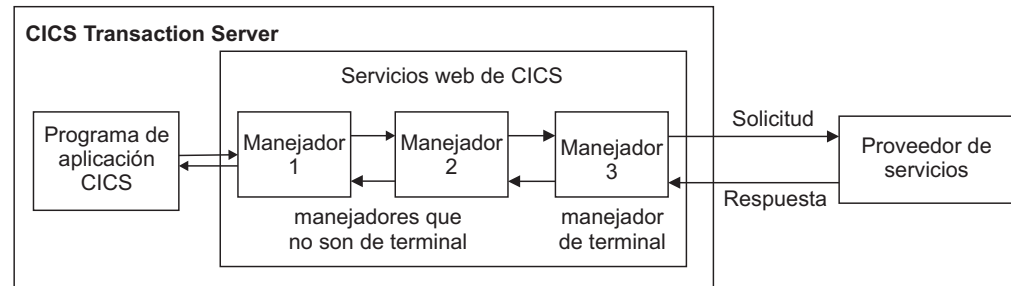 CICS Transaction Server
Servicios web de CICS
Programa de
aplicación
CICS
Manejador
1
Manejador
2
Manejador
3
Solicitud
Respuesta
Proveedor de
servicios
manejadores que
no son de terminal
manejador
de terminal